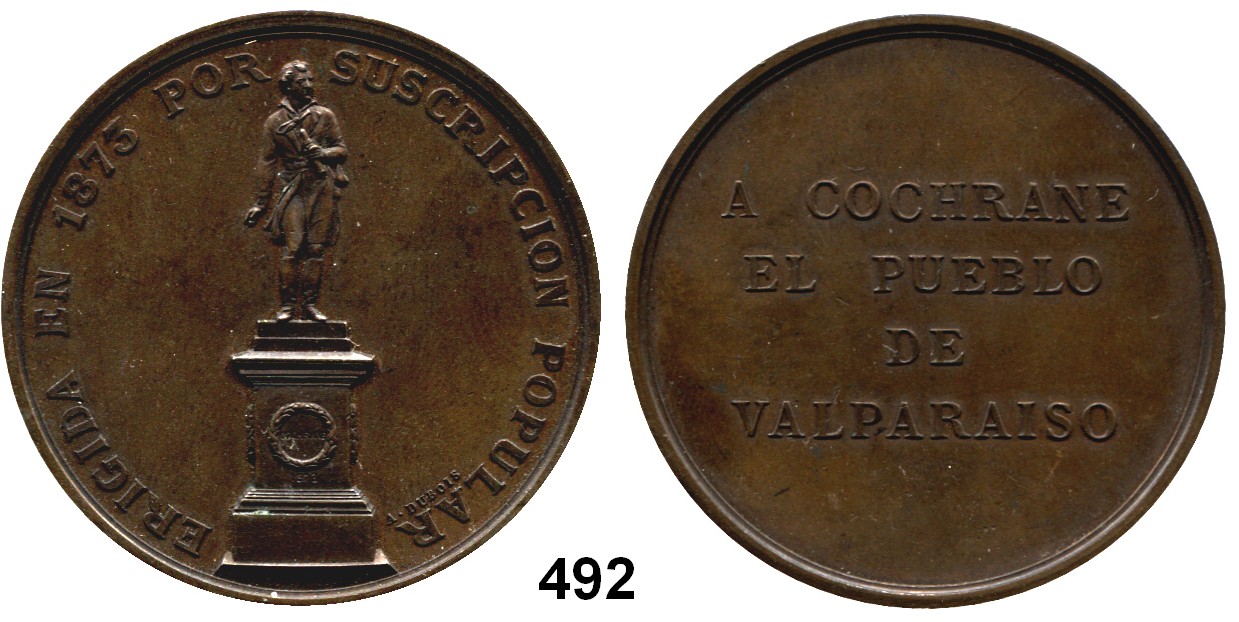 ERIGIDA EN 1873 POR SUSCRIPCION POPULAR
A. DUBOIS
A COCHRANE
EL PUEBLO
DE
VALPARAISO
492